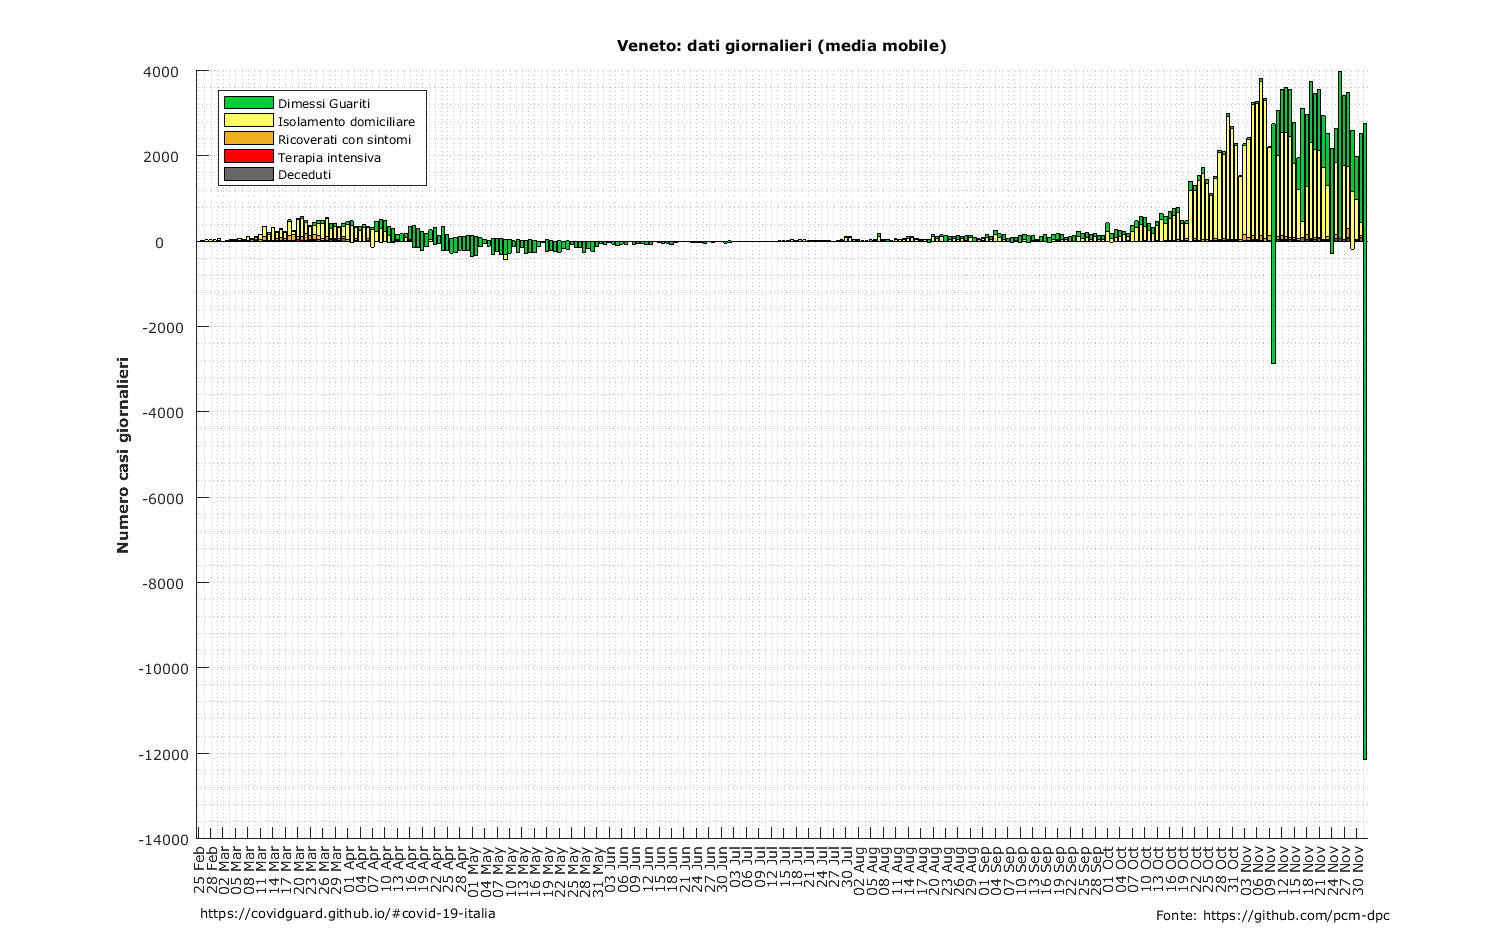 Veneto: dati giornalieri (media mobile)
4000
2000
0
-2000
-4000
-6000
-8000
-10000
-12000
-14000
Numero casi giornalieri
Dimessi Guariti
Isolamento domiciliare
Ricoverati con sintomi
Terapia intensiva
Deceduti
25 Feb
28 Feb
02 Mar
05 Mar
08 Mar
11 Mar
14 Mar
17 Mar
20 Mar
23 Mar
26 Mar
29 Mar
01 Apr
04 Apr
07 Apr
10 Apr
13 Apr
16 Apr
19 Apr
22 Apr
25 Apr
28 Apr
01 May
04 May
07 May
10 May
13 May
16 May
19 May
22 May
25 May
28 May
31 May
03 Jun
06 Jun
09 Jun
12 Jun
15 Jun
18 Jun
21 Jun
24 Jun
27 Jun
30 Jun
03 Jul
06 Jul
09 Jul
12 Jul
15 Jul
18 Jul
21 Jul
24 Jul
27 Jul
30 Jul
02 Aug
05 Aug
08 Aug
11 Aug
14 Aug
17 Aug
20 Aug
23 Aug
26 Aug
29 Aug
01 Sep
04 Sep
07 Sep
10 Sep
13 Sep
16 Sep
19 Sep
22 Sep
25 Sep
28 Sep
01 Oct
04 Oct
07 Oct
10 Oct
13 Oct
16 Oct
19 Oct
22 Oct
25 Oct
28 Oct
31 Oct
03 Nov
06 Nov
09 Nov
12 Nov
15 Nov
18 Nov
21 Nov
24 Nov
27 Nov
30 Nov
https://covidguard.github.io/#covid-19-italia
Fonte: https://github.com/pcm-dpc